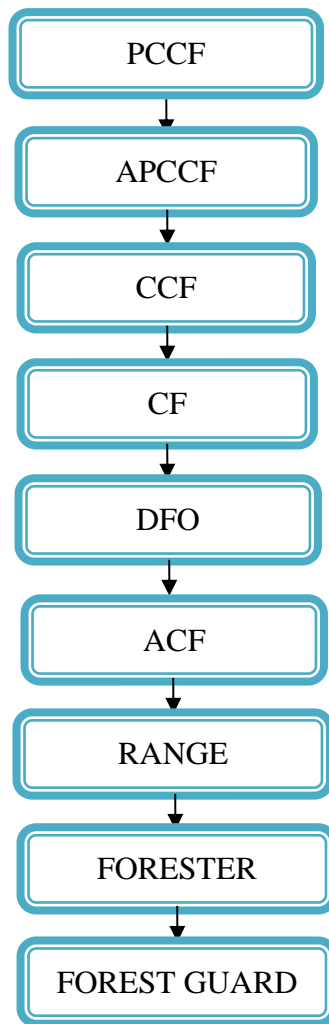 PCCF
APCCF
CCF
CF
DFO
ACF
RANGE
FORESTER
FOREST GUARD